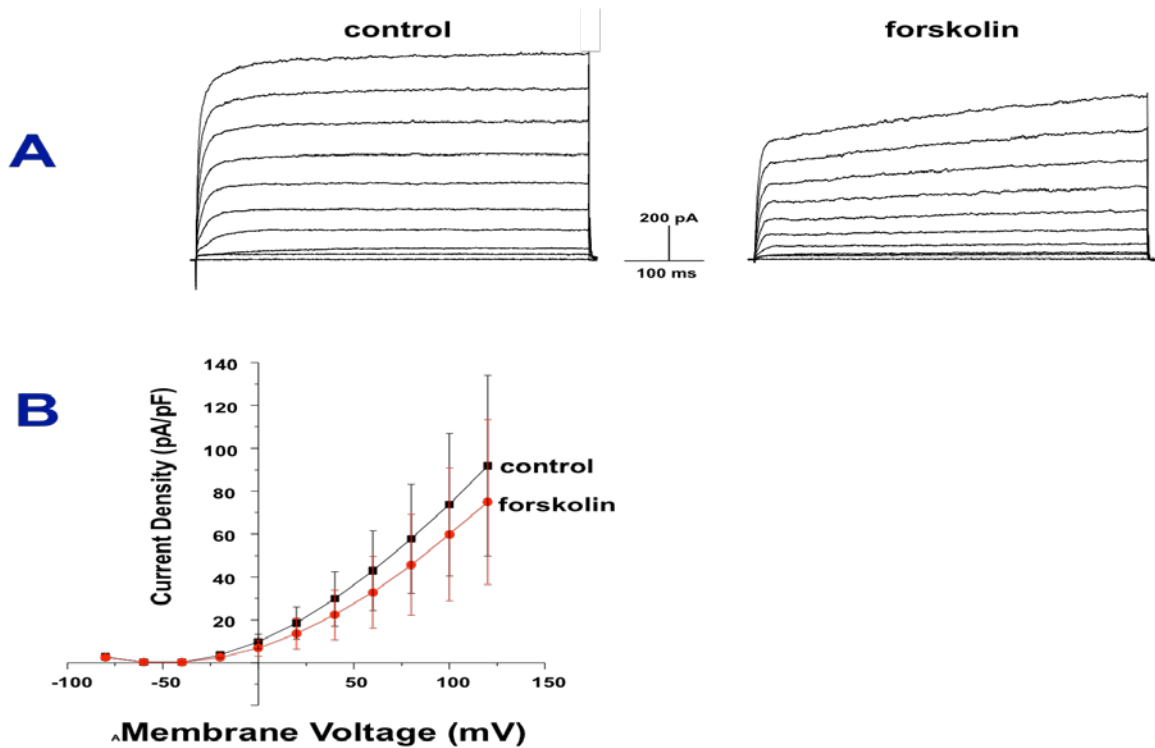 control
forskolin
A
200 pA
100 ms
B
140
120
100
80
60
40
20
Current Density (pA/pF)
control
forskolin
-100
-50
50
100
150
AMembrane Voltage (mV)